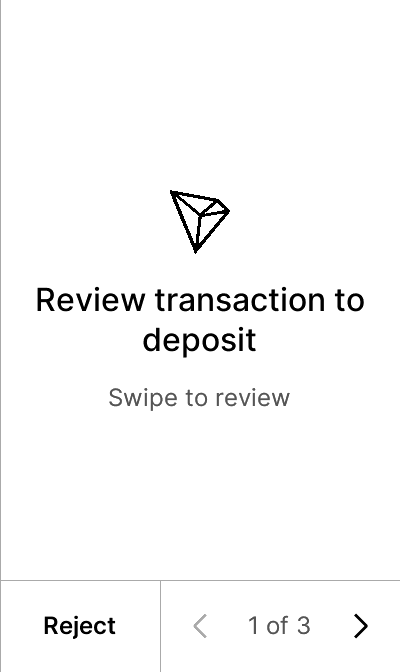 Review transaction to
deposit
Swipe to review
Reject
1 of 3